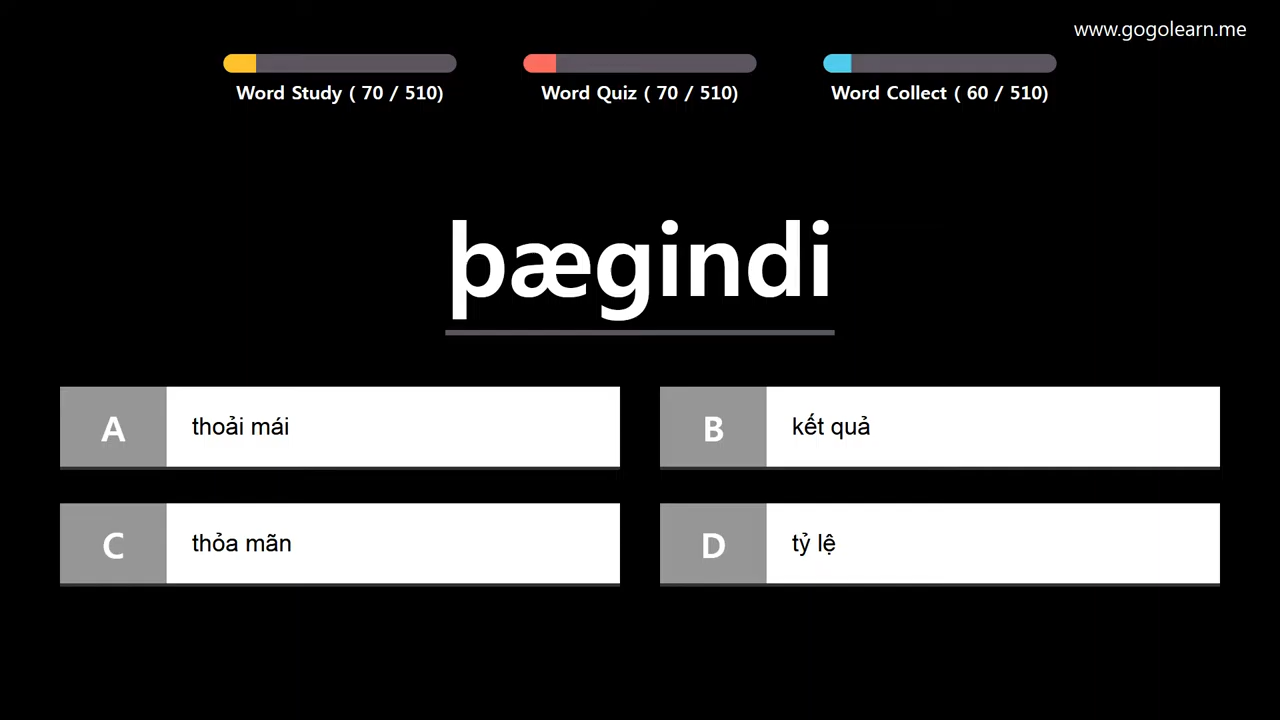 www.gogolearn.me
Word Study ( 70 / 510)
Word Quiz ( 70 / 510)
Word Collect ( 60 / 510)
þægindi
A thoải mái
B kết quả
C thỏa mãn
D tỷ lệ